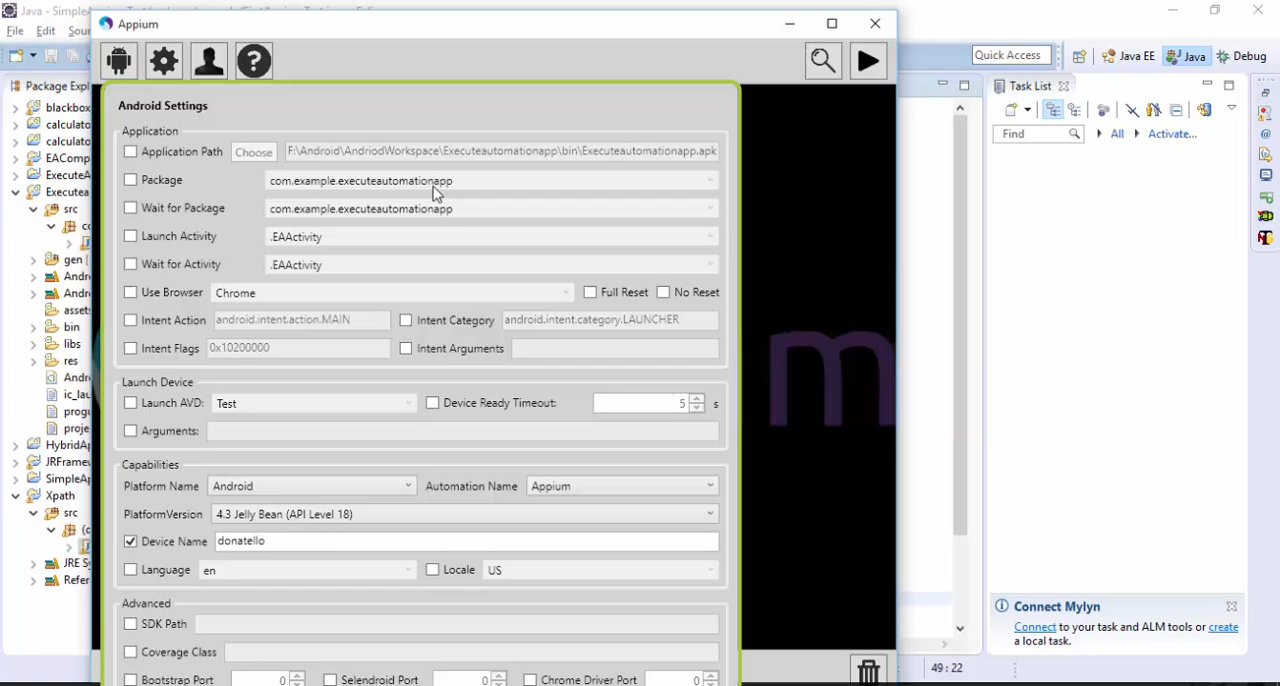 Java - Simple
Appium
File Edit Sour
Quick Access
Java EE
Java
Debug
Package Expl
blackbox
calculato
calculato
EAComp
ExecuteA
Executea
src
co
gen [
Andr
Andr
assets
bin
libs
res
Andr
ic_lau
progu
proje
HybridAp
JRFrame
SimpleAp
Xpath
src
(d
JRE Sy
Refer
Android Settings
Application
Application Path Choose F:\Android\AndriodWorkspace\Executeautomationapp\bin\Executeautomationapp.apk
Package com.example.executeautomationapp
Wait for Package com.example.executeautomationapp
Launch Activity .EAActivity
Wait for Activity .EAActivity
Use Browser Chrome Full Reset No Reset
Intent Action android.intent.action.MAIN Intent Category android.intent.category.LAUNCHER
Intent Flags 0x10200000 Intent Arguments
Launch Device
Launch AVD: Test Device Ready Timeout: 5 s
Arguments:
Capabilities
Platform Name Android Automation Name Appium
PlatformVersion 4.3 Jelly Bean (API Level 18)
Device Name donatello
Language en Locale US
Advanced
SDK Path
Coverage Class
Bootstrap Port 0 Selendroid Port 0 Chrome Driver Port 0
m
Task List
Find All Activate...
Connect Mylyn
Connect to your task and ALM tools or create
a local task.
49 : 22